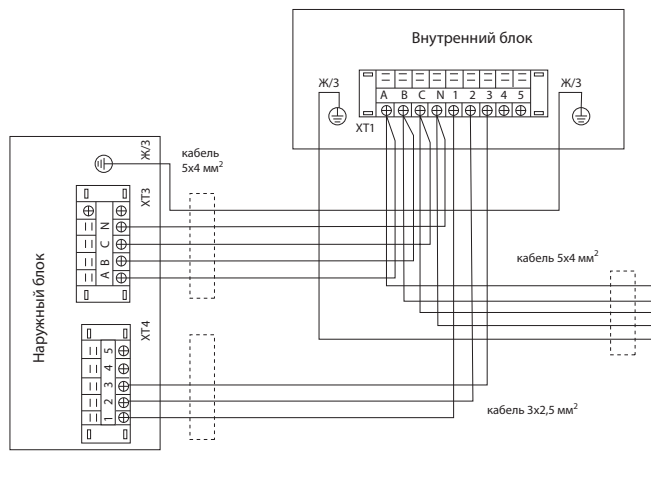 Внутренний блок
Ж/З
Ж/З
A B C N 1 2 3 4 5
XT1
Ж/З
кабель
5х4 мм²
XT3
N
C
B
A
Наружный блок
кабель 5х4 мм²
XT4
5
4
3
2
1
кабель 3х2,5 мм²